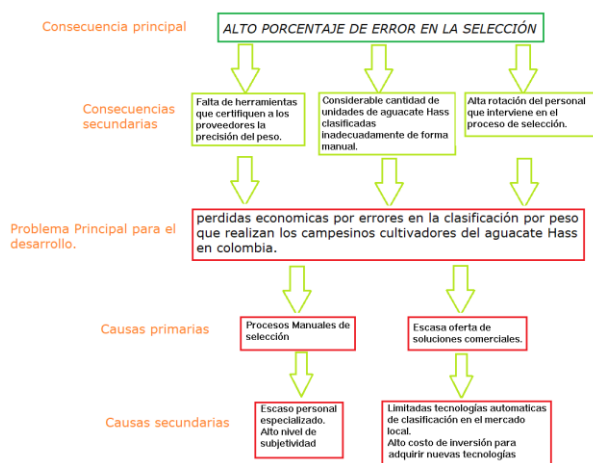 Consecuencia principal
ALTO PORCENTAJE DE ERROR EN LA SELECCIÓN
Consecuencias
secundarias
Falta de herramientas
que certifiquen a los
proveedores la
precisión del peso.
Considerable cantidad de
unidades de aguacate Hass
clasificadas
inadecuadamente de forma
manual.
Alta rotación del personal
que interviene en el
proceso de selección.
Problema Principal para el
desarrollo.
perdidas economicas por errores en la clasificación por peso
que realizan los campesinos cultivadores del aguacate Hass
en colombia.
Causas primarias
Procesos Manuales de
selección
Escasa oferta de
soluciones comerciales.
Causas secundarias
Escaso personal
especializado.
Alto nivel de
subjetividad
Limitadas tecnologías automaticas
de clasificación en el mercado
local.
Alto costo de inversión para
adquirir nuevas tecnologías